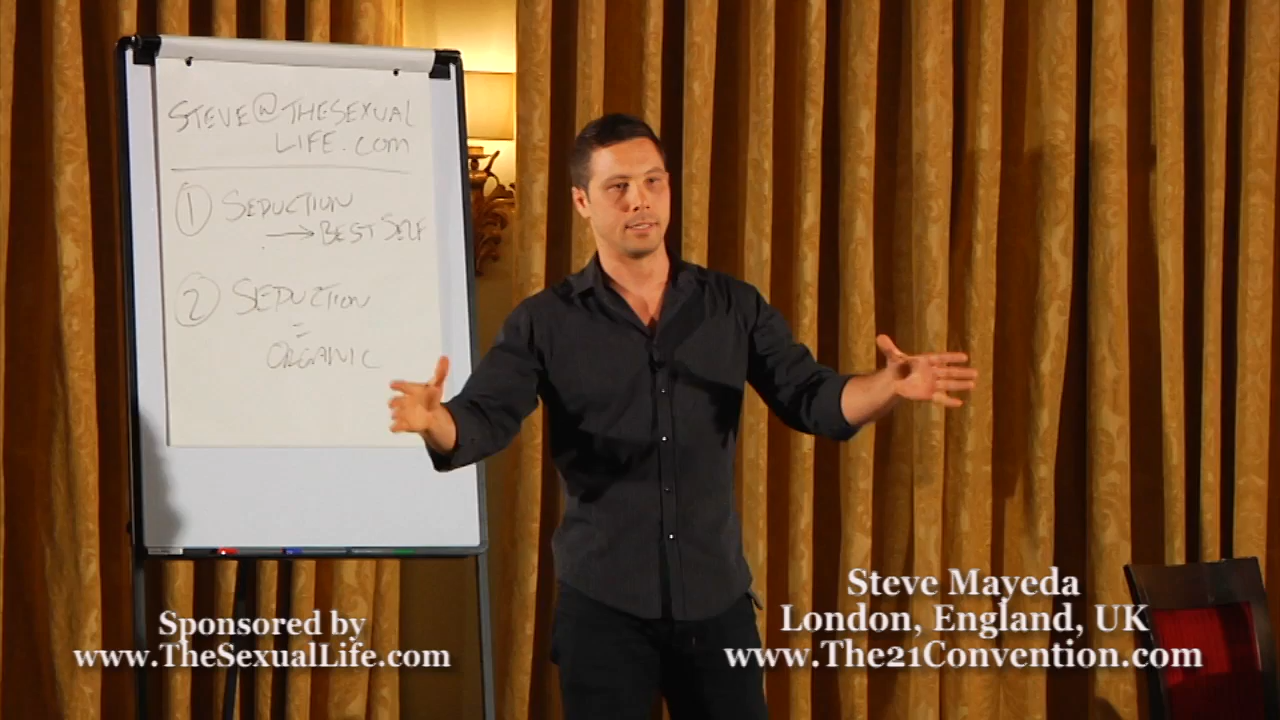 STEVE@THESEXUAL
LIFE.COM
1 SEDUCTION
→ BEST SELF
2 SEDUCTION
=
ORGANIC
Sponsored by
www.TheSexualLife.com
Steve Mayeda
London, England, UK
www.The21Convention.com